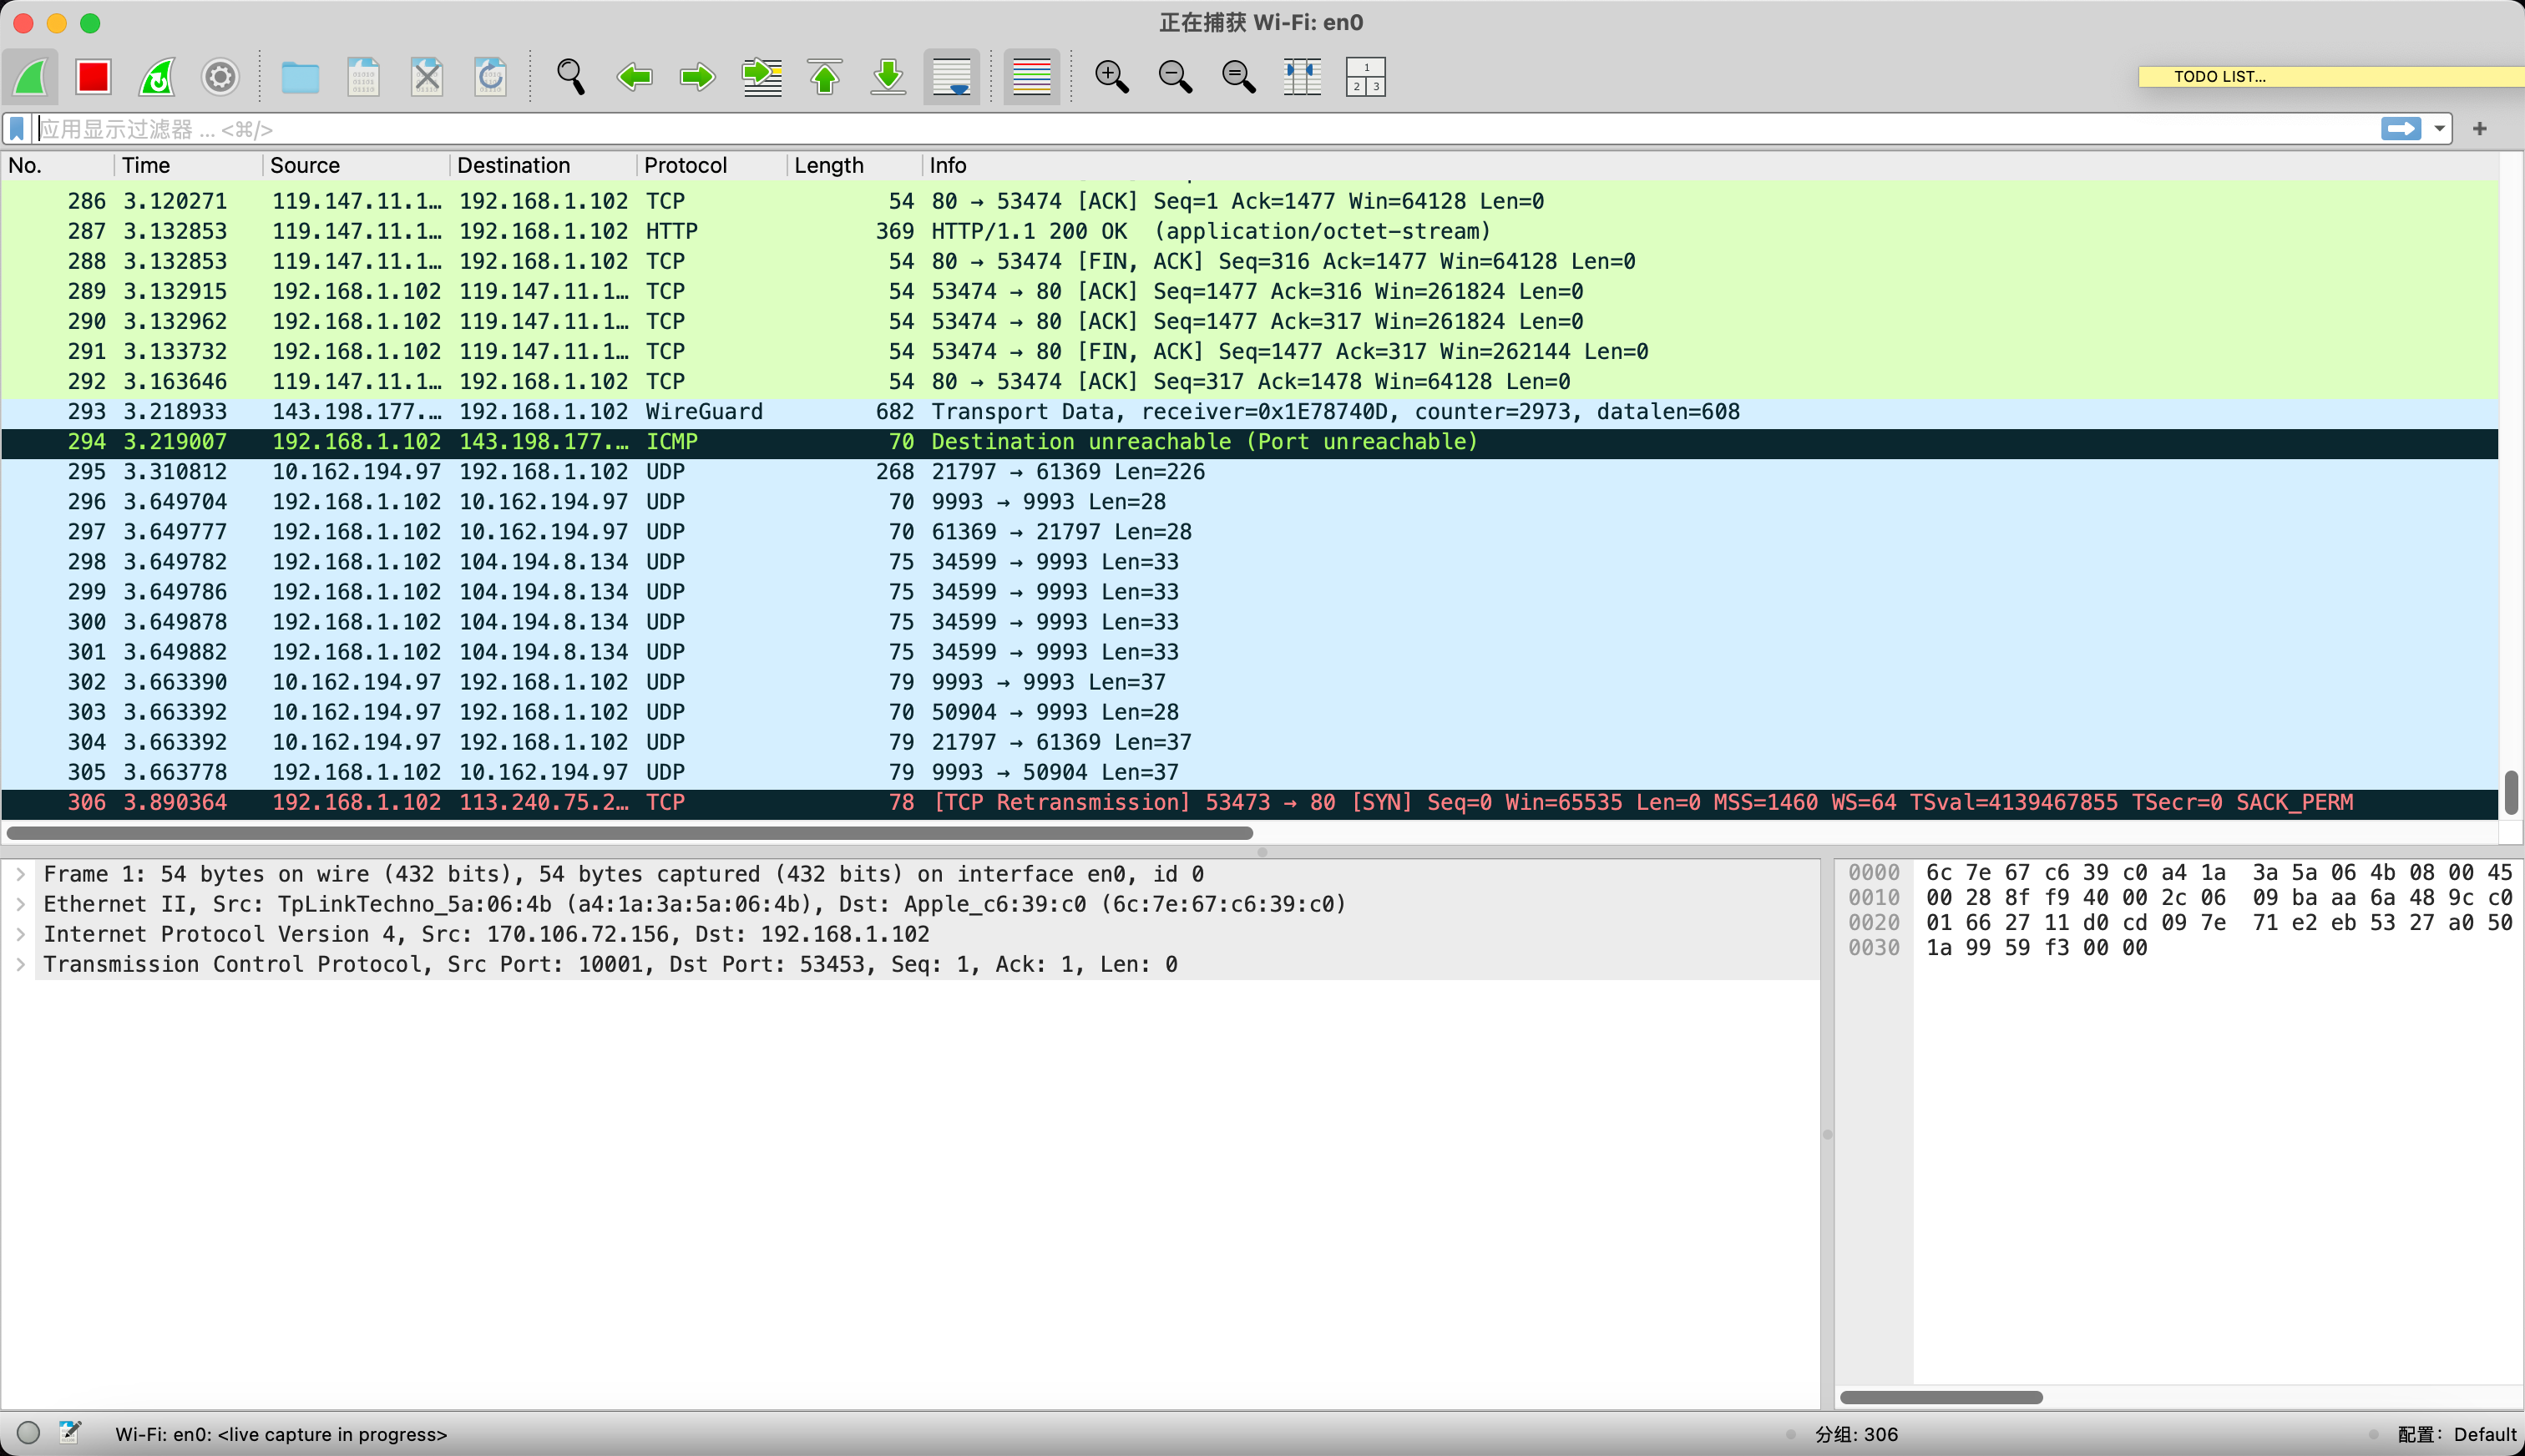 正在捕获 Wi-Fi: en0
TODO LIST...
应用显示过滤器 ... <⌘/>
No. Time Source Destination Protocol Length Info
286 3.120271 119.147.11.1… 192.168.1.102 TCP 54 80 → 53474 [ACK] Seq=1 Ack=1477 Win=64128 Len=0
287 3.132853 119.147.11.1… 192.168.1.102 HTTP 369 HTTP/1.1 200 OK  (application/octet-stream)
288 3.132853 119.147.11.1… 192.168.1.102 TCP 54 80 → 53474 [FIN, ACK] Seq=316 Ack=1477 Win=64128 Len=0
289 3.132915 192.168.1.102 119.147.11.1… TCP 54 53474 → 80 [ACK] Seq=1477 Ack=316 Win=261824 Len=0
290 3.132962 192.168.1.102 119.147.11.1… TCP 54 53474 → 80 [ACK] Seq=1477 Ack=317 Win=261824 Len=0
291 3.133732 192.168.1.102 119.147.11.1… TCP 54 53474 → 80 [FIN, ACK] Seq=1477 Ack=317 Win=262144 Len=0
292 3.163646 119.147.11.1… 192.168.1.102 TCP 54 80 → 53474 [ACK] Seq=317 Ack=1478 Win=64128 Len=0
293 3.218933 143.198.177.… 192.168.1.102 WireGuard 682 Transport Data, receiver=0x1E78740D, counter=2973, datalen=608
294 3.219007 192.168.1.102 143.198.177.… ICMP 70 Destination unreachable (Port unreachable)
295 3.310812 10.162.194.97 192.168.1.102 UDP 268 21797 → 61369 Len=226
296 3.649704 192.168.1.102 10.162.194.97 UDP 70 9993 → 9993 Len=28
297 3.649777 192.168.1.102 10.162.194.97 UDP 70 61369 → 21797 Len=28
298 3.649782 192.168.1.102 104.194.8.134 UDP 75 34599 → 9993 Len=33
299 3.649786 192.168.1.102 104.194.8.134 UDP 75 34599 → 9993 Len=33
300 3.649878 192.168.1.102 104.194.8.134 UDP 75 34599 → 9993 Len=33
301 3.649882 192.168.1.102 104.194.8.134 UDP 75 34599 → 9993 Len=33
302 3.663390 10.162.194.97 192.168.1.102 UDP 79 9993 → 9993 Len=37
303 3.663392 10.162.194.97 192.168.1.102 UDP 70 50904 → 9993 Len=28
304 3.663392 10.162.194.97 192.168.1.102 UDP 79 21797 → 61369 Len=37
305 3.663778 192.168.1.102 10.162.194.97 UDP 79 9993 → 50904 Len=37
306 3.890364 192.168.1.102 113.240.75.2… TCP 78 [TCP Retransmission] 53473 → 80 [SYN] Seq=0 Win=65535 Len=0 MSS=1460 WS=64 TSval=4139467855 TSecr=0 SACK_PERM
Frame 1: 54 bytes on wire (432 bits), 54 bytes captured (432 bits) on interface en0, id 0
Ethernet II, Src: TpLinkTechno_5a:06:4b (a4:1a:3a:5a:06:4b), Dst: Apple_c6:39:c0 (6c:7e:67:c6:39:c0)
Internet Protocol Version 4, Src: 170.106.72.156, Dst: 192.168.1.102
Transmission Control Protocol, Src Port: 10001, Dst Port: 53453, Seq: 1, Ack: 1, Len: 0
0000 6c 7e 67 c6 39 c0 a4 1a  3a 5a 06 4b 08 00 45
0010 00 28 8f f9 40 00 2c 06  09 ba aa 6a 48 9c c0
0020 01 66 27 11 d0 cd 09 7e  71 e2 eb 53 27 a0 50
0030 1a 99 59 f3 00 00
Wi-Fi: en0: <live capture in progress>
分组: 306
配置: Default